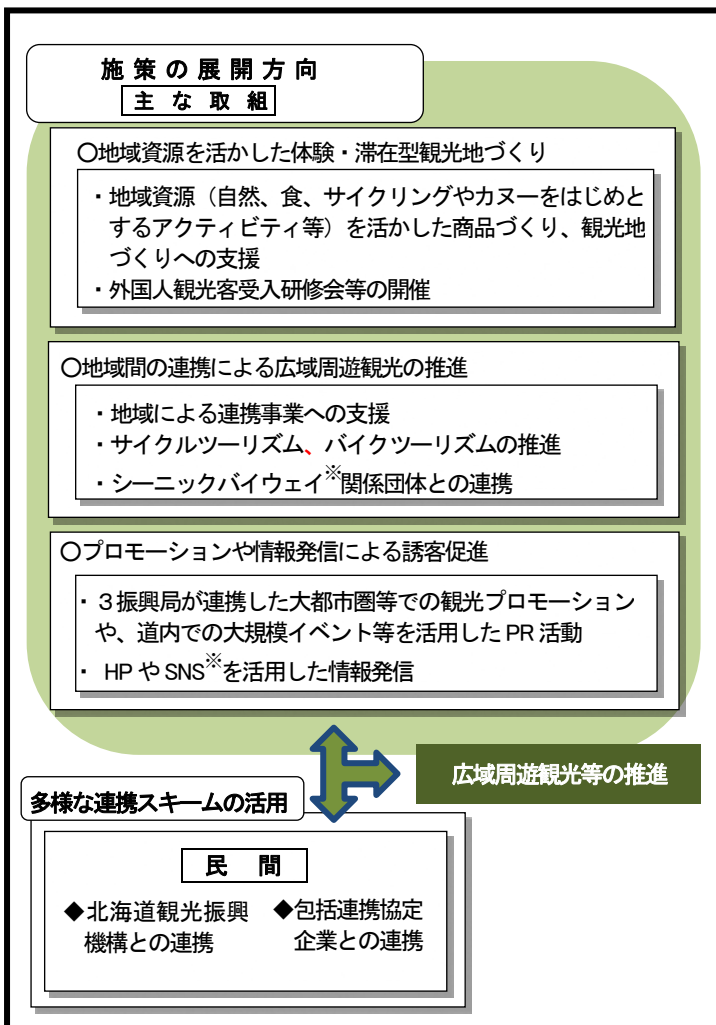 施策の展開方向
主な取組
○地域資源を活かした体験・滞在型観光地づくり
・地域資源（自然、食、サイクリングやカヌーをはじめと
するアクティビティ等）を活かした商品づくり、観光地
づくりへの支援
・外国人観光客受入研修会等の開催
○地域間の連携による広域周遊観光の推進
・地域による連携事業への支援
・サイクルツーリズム、バイクツーリズムの推進
・シーニックバイウェイ※関係団体との連携
○プロモーションや情報発信による誘客促進
・３振興局が連携した大都市圏等での観光プロモーション
や、道内での大規模イベント等を活用した PR 活動
・ HP や SNS※を活用した情報発信
広域周遊観光等の推進
多様な連携スキームの活用
民 間
◆北海道観光振興
機構との連携
◆包括連携協定
企業との連携